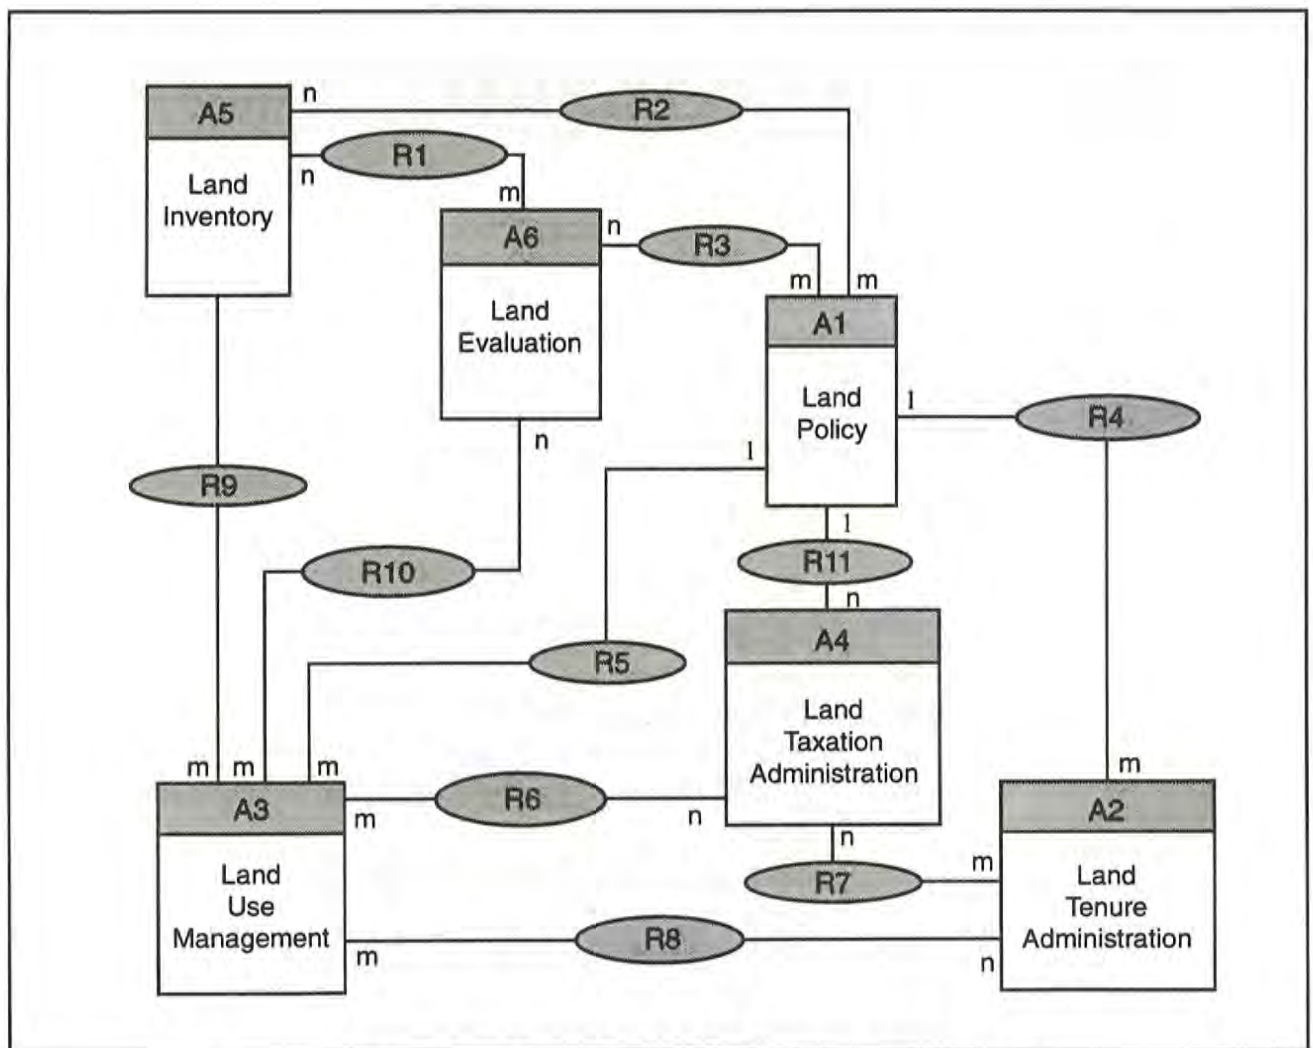 n
R2
A5
R1
n
Land
Inventory
m
n
A6
R3
m
m
Land
Evaluation
A1
Land
Policy
1
R4
n
1
R9
1
R10
R11
n
A4
R5
Land
Taxation
Administration
m
m
m
m
R6
A3
m
n
A2
n
m
R7
Land
Use
Management
Land
Tenure
Administration
R8
m
n